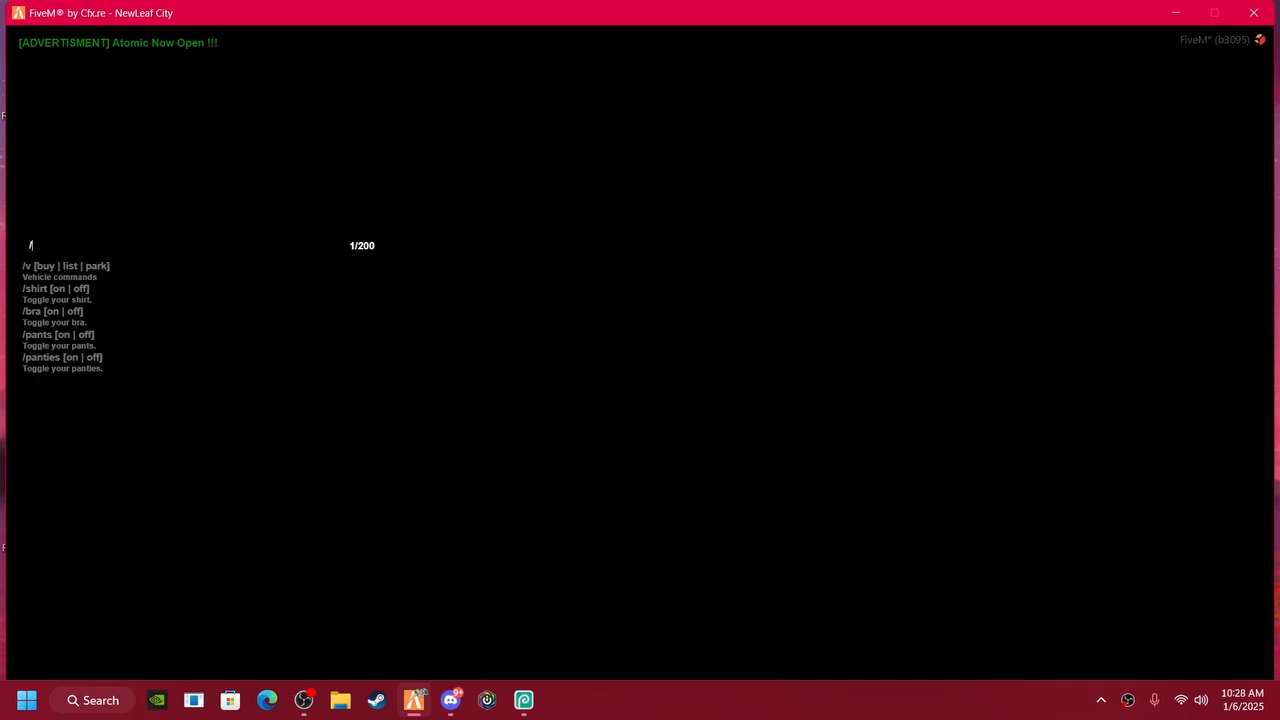 FiveM® by Cfx.re - NewLeaf City
[ADVERTISMENT] Atomic Now Open !!!
FiveM* (b3095)
/
1/200
/v [buy | list | park]
Vehicle commands
/shirt [on | off]
Toggle your shirt.
/bra [on | off]
Toggle your bra.
/pants [on | off]
Toggle your pants.
/panties [on | off]
Toggle your panties.
Search
9+
10:28 AM
1/6/2025